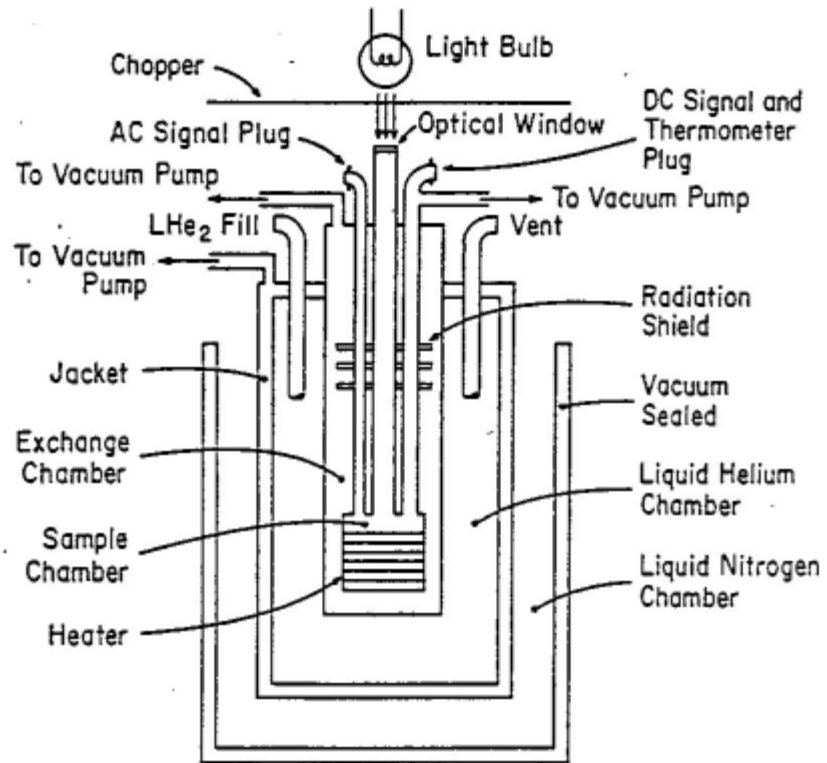 Light Bulb
Chopper
DC Signal and
Thermometer
Plug
Optical Window
AC Signal Plug
To Vacuum Pump
To Vacuum Pump
LHe₂ Fill
Vent
To Vacuum
Pump
Radiation
Shield
Jacket
Vacuum
Sealed
Exchange
Chamber
Liquid Helium
Chamber
Sample
Chamber
Liquid Nitrogen
Chamber
Heater